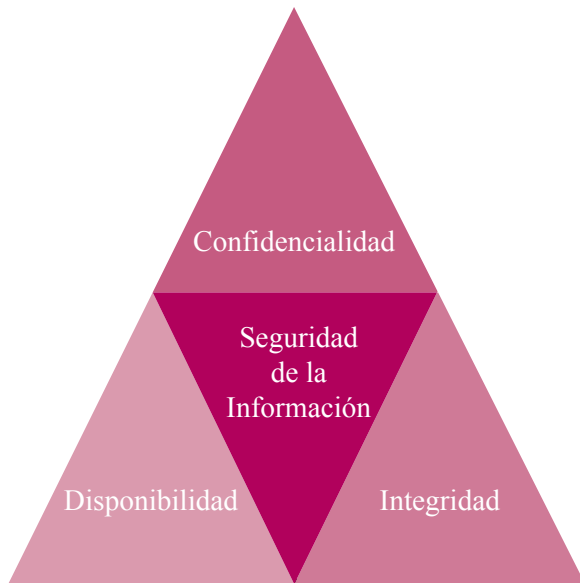 Confidencialidad
Seguridad
de la
Información
Disponibilidad
Integridad